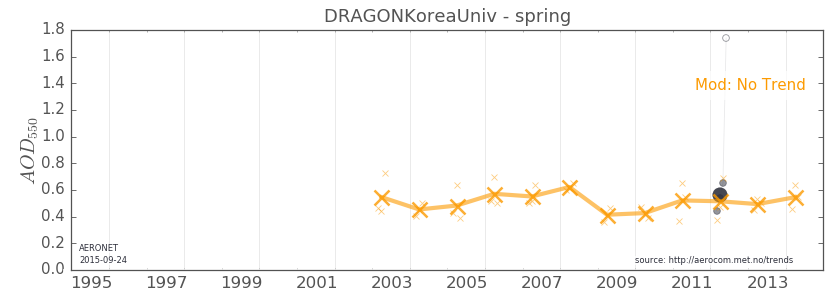 DRAGONKoreaUniv - spring
1.8
1.6
1.4
1.2
1.0
0.8
0.6
0.4
0.2
0.0
AOD550
Mod: No Trend
AERONET
2015-09-24
source: http://aerocom.met.no/trends
1995 1997 1999 2001 2003 2005 2007 2009 2011 2013